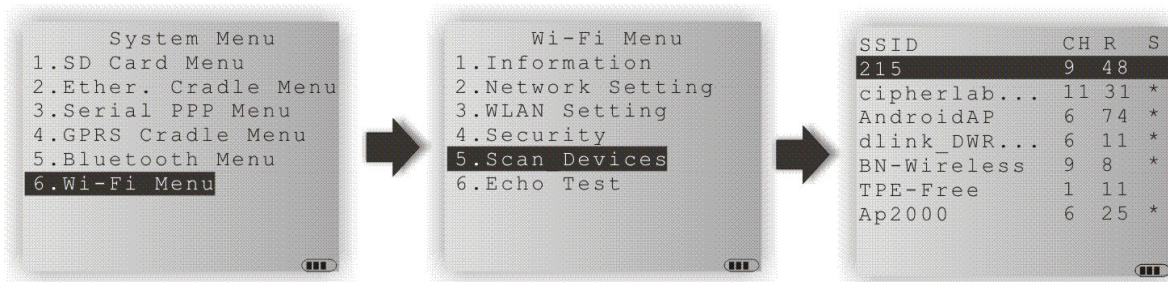 System Menu
1.SD Card Menu
2.Ether. Cradle Menu
3.Serial PPP Menu
4.GPRS Cradle Menu
5.Bluetooth Menu
6.Wi-Fi Menu
Wi-Fi Menu
1.Information
2.Network Setting
3.WLAN Setting
4.Security
5.Scan Devices
6.Echo Test
SSID CH R S
215 9 48
cipherlab... 11 31 *
AndroidAP 6 74 *
dlink_DWR... 6 11 *
BN-Wireless 9 8 *
TPE-Free 1 11
Ap2000 6 25 *